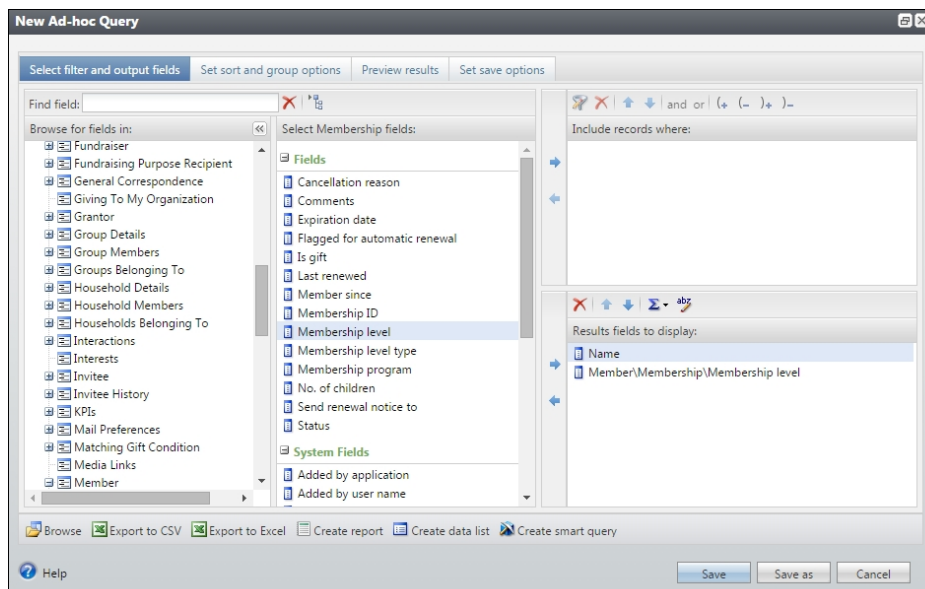 New Ad-hoc Query
Select filter and output fields
Set sort and group options
Preview results
Set save options
Find field:
and or (+ (- )+ )-
Browse for fields in:
Fundraiser
Fundraising Purpose Recipient
General Correspondence
Giving To My Organization
Grantor
Group Details
Group Members
Groups Belonging To
Household Details
Household Members
Households Belonging To
Interactions
Interests
Invitee
Invitee History
KPIs
Mail Preferences
Matching Gift Condition
Media Links
Member
Select Membership fields:
Fields
Cancellation reason
Comments
Expiration date
Flagged for automatic renewal
Is gift
Last renewed
Member since
Membership ID
Membership level
Membership level type
Membership program
No. of children
Send renewal notice to
Status
System Fields
Added by application
Added by user name
Include records where:
Σ abz
Results fields to display:
Name
Member\Membership\Membership level
Browse Export to CSV Export to Excel Create report Create data list Create smart query
Help
Save Save as Cancel